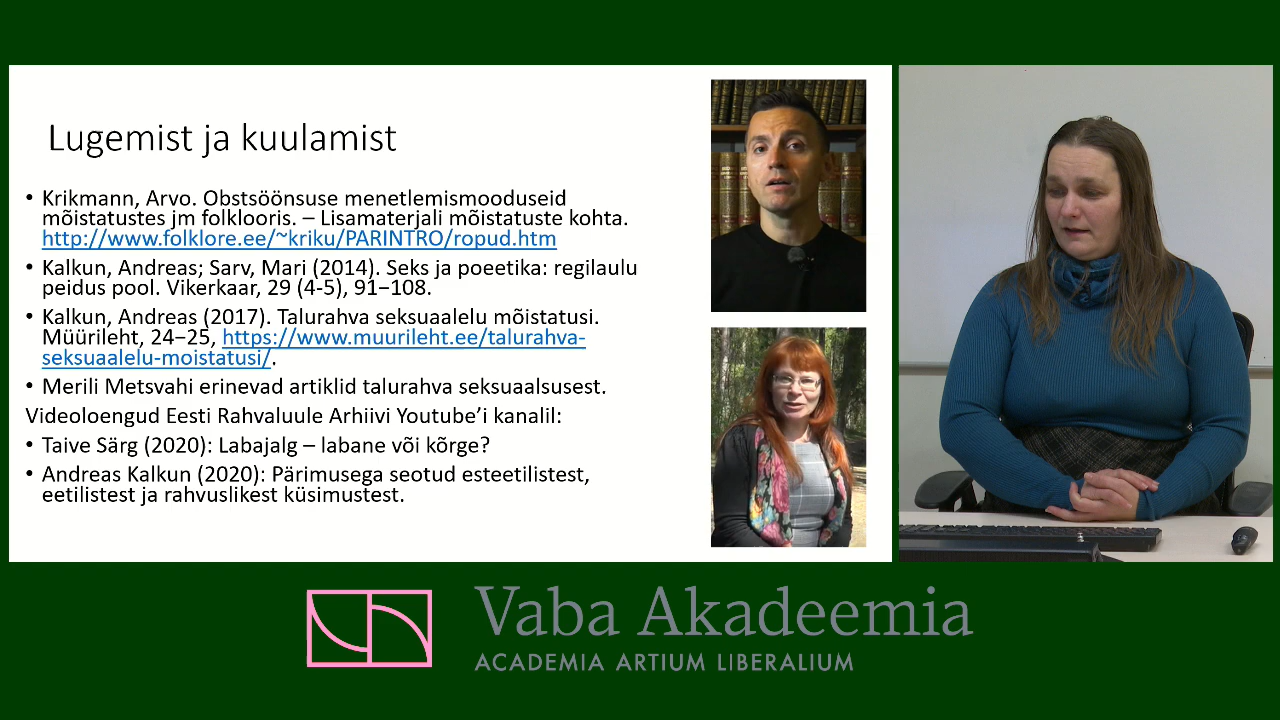 Lugemist ja kuulamist
• Krikmann, Arvo. Obstsöönsuse menetlemismooduseid
mõistatustes jm folklooris. – Lisamaterjali mõistatuste kohta.
http://www.folklore.ee/~kriku/PARINTRO/ropud.htm
• Kalkun, Andreas; Sarv, Mari (2014). Seks ja poeetika: regilaulu
peidus pool. Vikerkaar, 29 (4-5), 91−108.
• Kalkun, Andreas (2017). Talurahva seksuaalelu mõistatusi.
Müürileht, 24−25, https://www.muurileht.ee/talurahva-
seksuaalelu-moistatusi/.
• Merili Metsvahi erinevad artiklid talurahva seksuaalsusest.
Videoloengud Eesti Rahvaluule Arhiivi Youtube’i kanalil:
• Taive Särg (2020): Labajalg – labane või kõrge?
• Andreas Kalkun (2020): Pärimusega seotud esteetilistest,
eetilistest ja rahvuslikest küsimustest.
Vaba Akadeemia
ACADEMIA ARTIUM LIBERALIUM